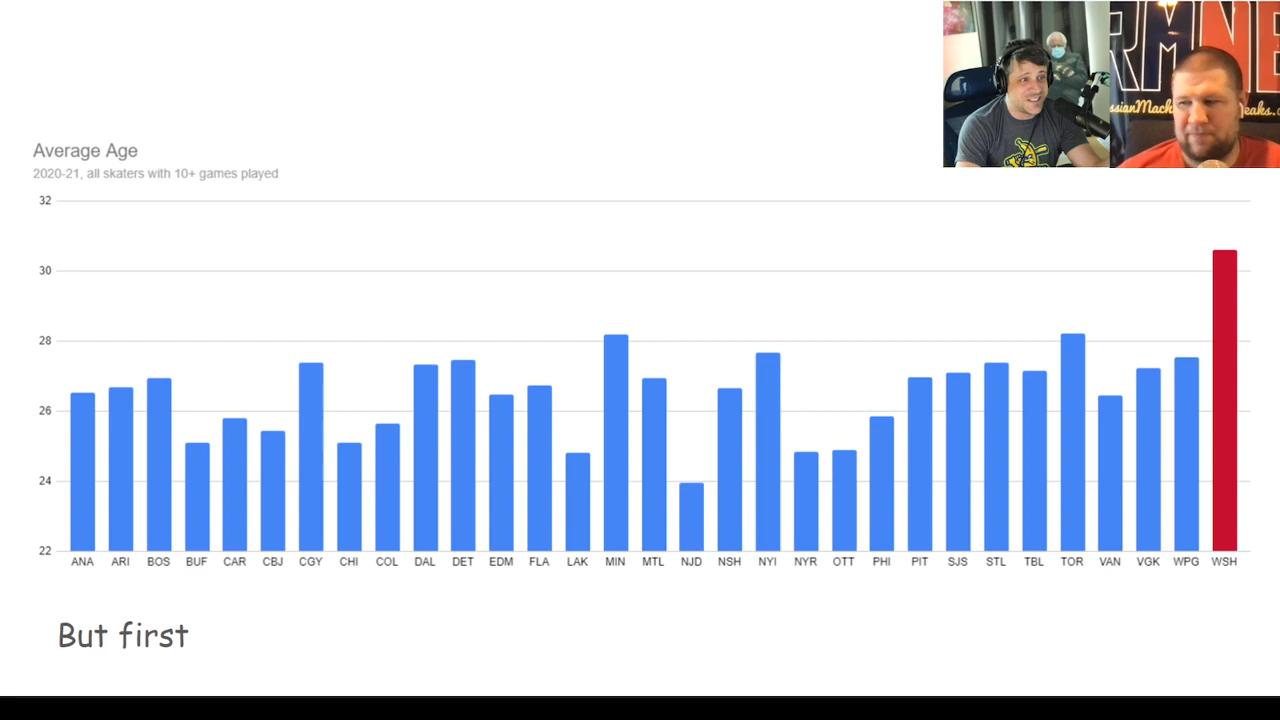 Average Age
2020-21, all skaters with 10+ games played
32
30
28
26
24
22
ANA ARI BOS BUF CAR CBJ CGY CHI COL DAL DET EDM FLA LAK MIN MTL NJD NSH NYI NYR OTT PHI PIT SJS STL TBL TOR VAN VGK WPG WSH
But first